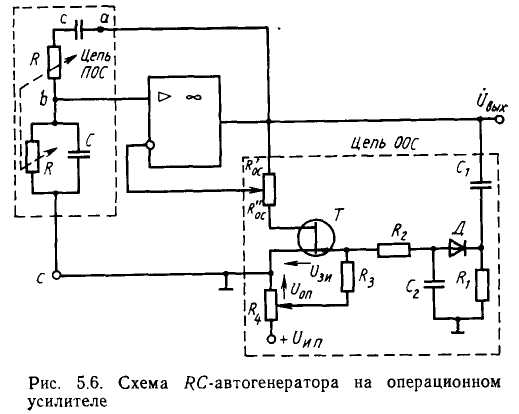 c a
R Цепь
ПОС
b
R C
▷ ∞
U̇вых
Цепь ООС
R'ос
R''ос
C1
T
R2 Д
Uзи
Uоп R3 C2 R1
R4
c
+ Uип
Рис. 5.6. Схема RC-автогенератора на операционном
усилителе